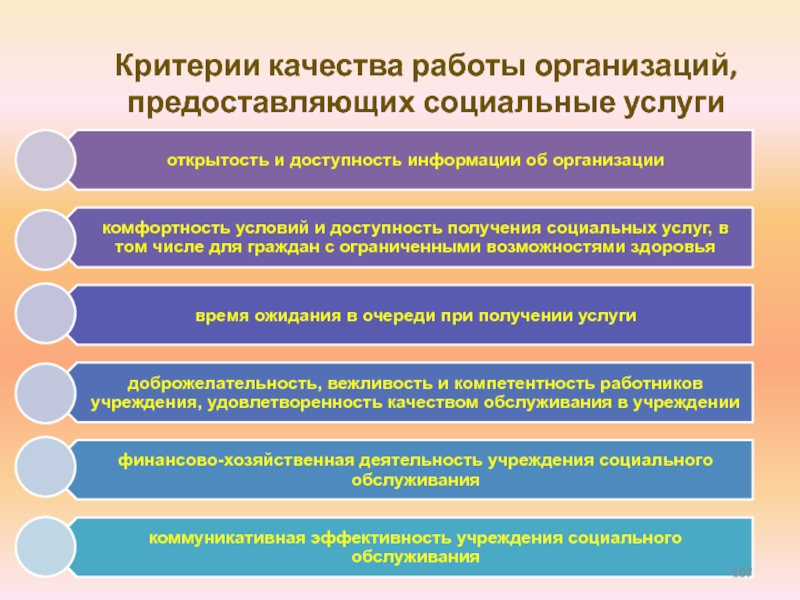 Критерии качества работы организаций,
предоставляющих социальные услуги
открытость и доступность информации об организации
комфортность условий и доступность получения социальных услуг, в
том числе для граждан с ограниченными возможностями здоровья
время ожидания в очереди при получении услуги
доброжелательность, вежливость и компетентность работников
учреждения, удовлетворенность качеством обслуживания в учреждении
финансово-хозяйственная деятельность учреждения социального
обслуживания
коммуникативная эффективность учреждения социального
обслуживания
107